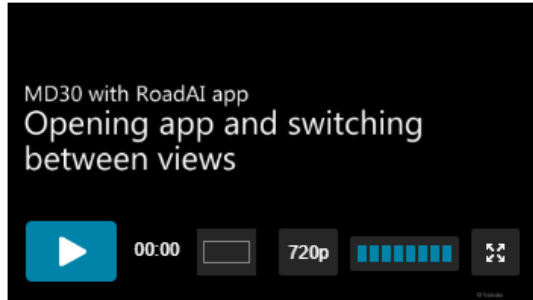 MD30 with RoadAI app
Opening app and switching
between views
00:00
720p